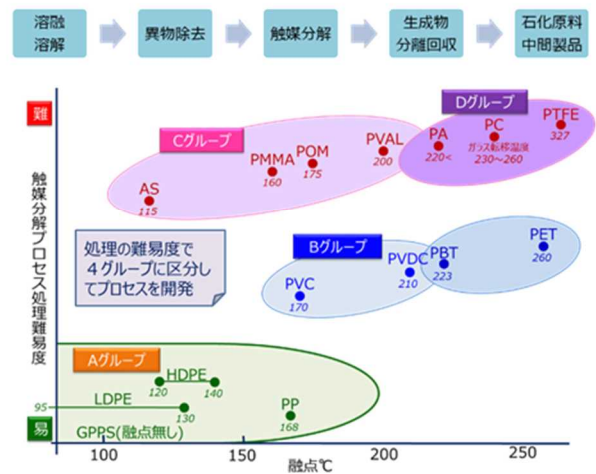 溶融
溶解
異物除去
触媒分解
生成物
分離回収
石化原料
中間製品
難
触媒分解プロセス処理難易度
易
Cグループ
Dグループ
AS
115
PMMA
160
POM
175
PVAL
200
PA
220<
PC
ガラス転移温度
230～260
PTFE
327
処理の難易度で
4グループに区分し
てプロセスを開発
Bグループ
PVC
170
PVDC
210
PBT
223
PET
260
Aグループ
HDPE
120
140
LDPE
95
130
PP
168
GPPS(融点無し)
100
150
200
250
融点℃